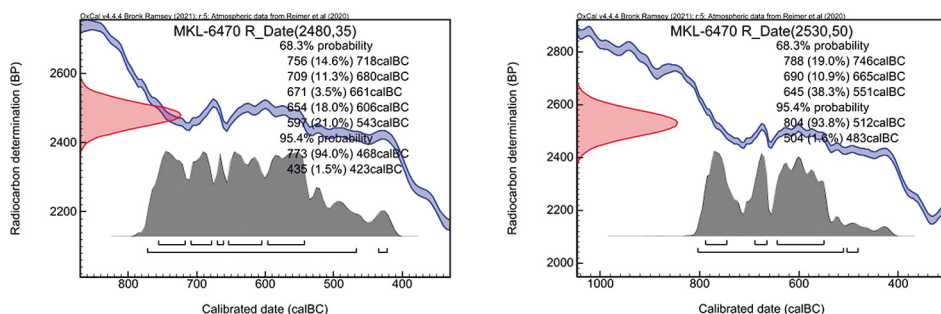 OxCal v4.4.4 Bronk Ramsey (2021); r:5; Atmospheric data from Reimer et al (2020)
MKL-6470 R_Date(2480,35)
68.3% probability
756 (14.6%) 718calBC
709 (11.3%) 680calBC
671 (3.5%) 661calBC
654 (18.0%) 606calBC
597 (21.0%) 543calBC
95.4% probability
773 (94.0%) 468calBC
435 (1.5%) 423calBC
Radiocarbon determination (BP)
2600
2400
2200
800 700 600 500 400
Calibrated date (calBC)
OxCal v4.4.4 Bronk Ramsey (2021); r:5; Atmospheric data from Reimer et al (2020)
MKL-6470 R_Date(2530,50)
68.3% probability
788 (19.0%) 746calBC
690 (10.9%) 665calBC
645 (38.3%) 551calBC
95.4% probability
804 (93.8%) 512calBC
504 (1.6%) 483calBC
Radiocarbon determination (BP)
2800
2600
2400
2200
2000
1000 800 600 400
Calibrated date (calBC)